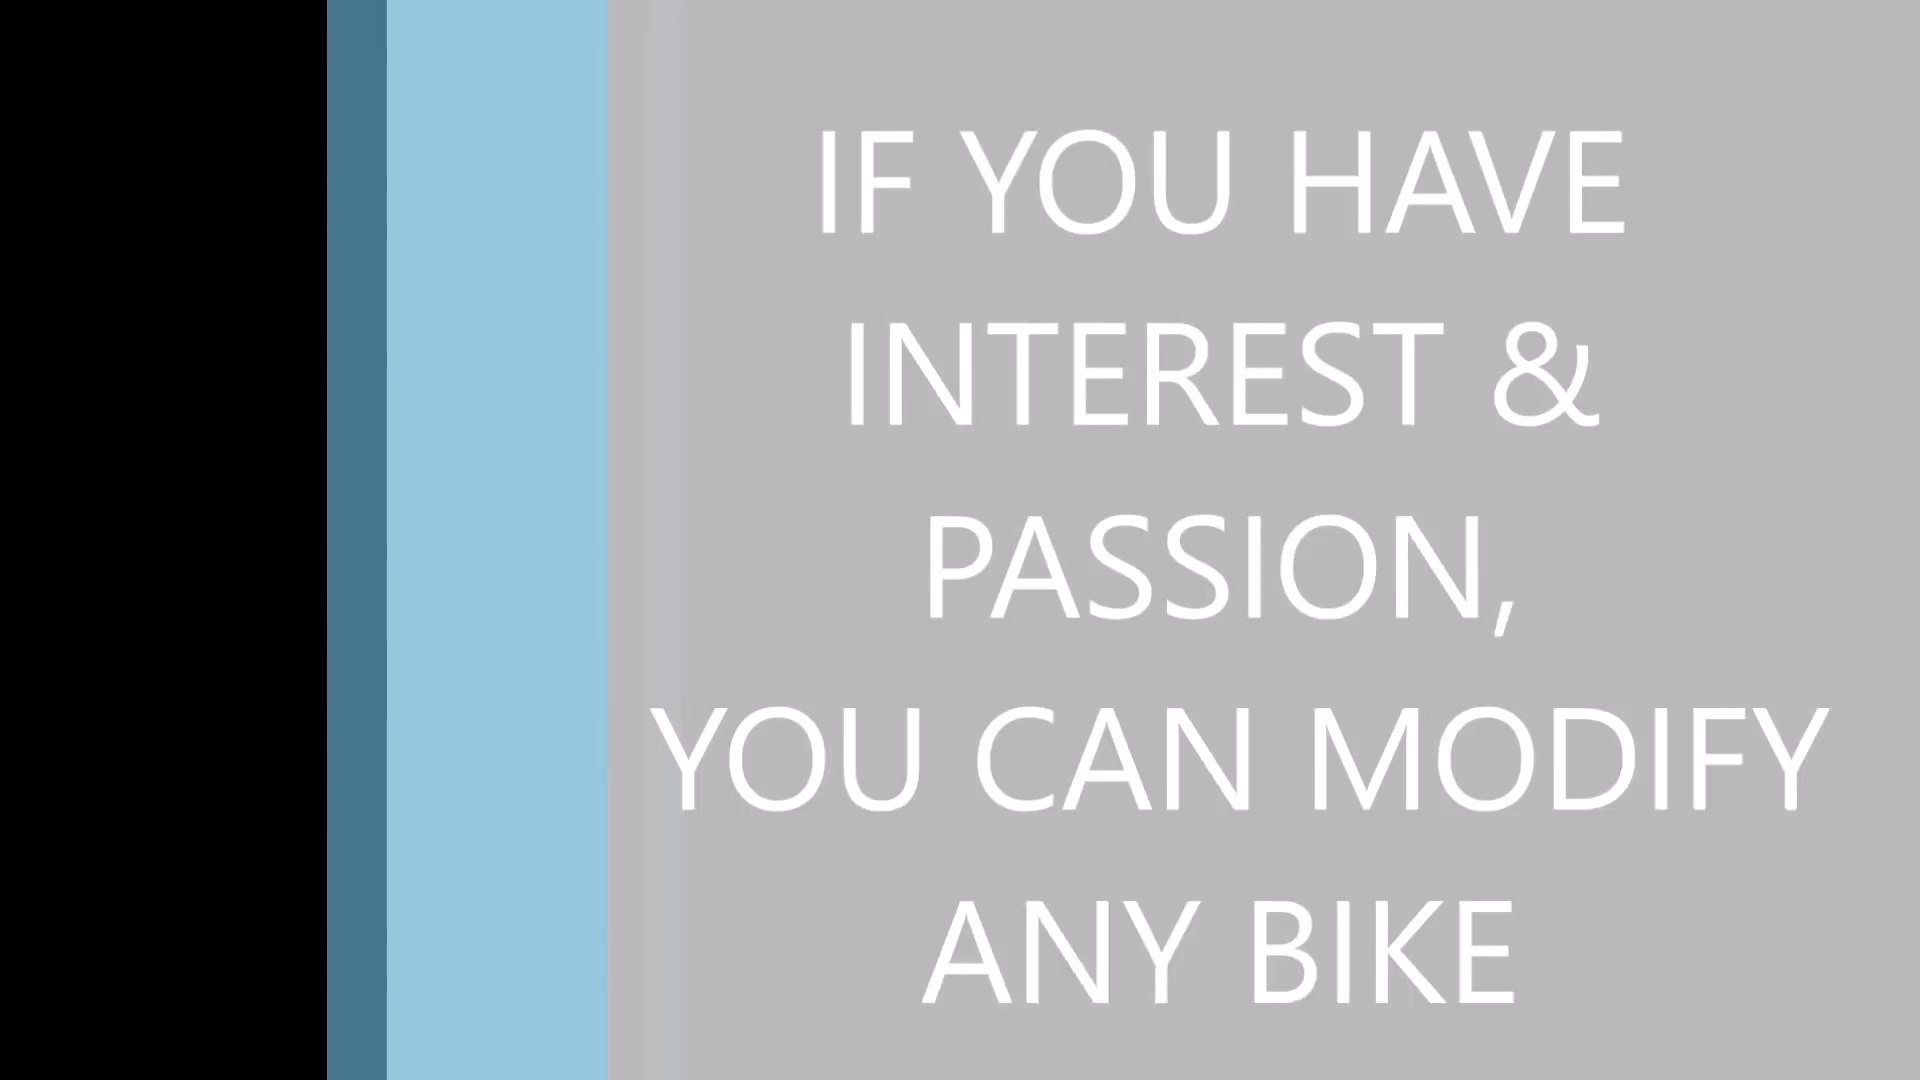 IF YOU HAVE
INTEREST &
PASSION,
YOU CAN MODIFY
ANY BIKE